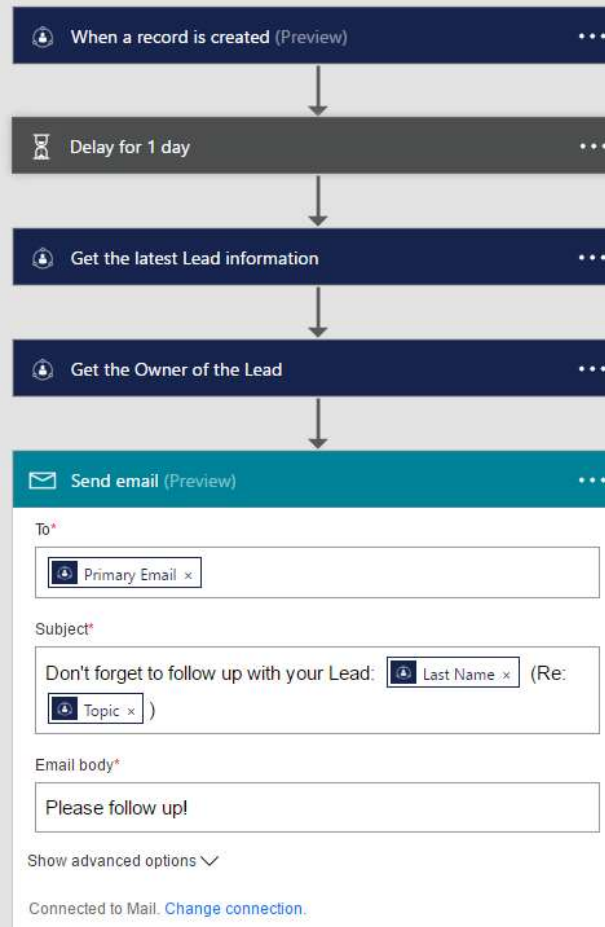 When a record is created (Preview)
Delay for 1 day
Get the latest Lead information
Get the Owner of the Lead
Send email (Preview)
To*
Primary Email ×
Subject*
Don't forget to follow up with your Lead: Last Name × (Re:
Topic × )
Email body*
Please follow up!
Show advanced options
Connected to Mail. Change connection.